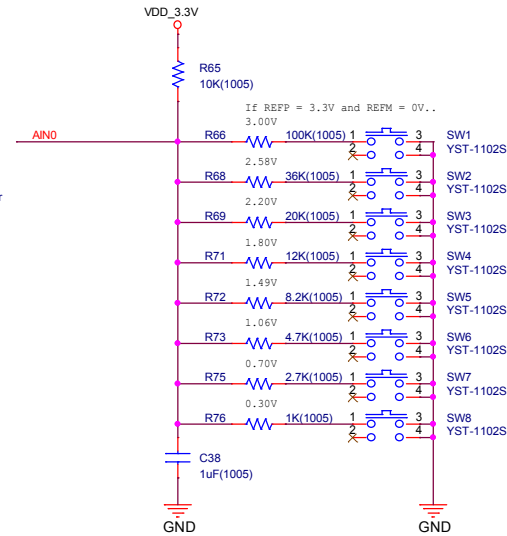 VDD_3.3V
R65
10K(1005)
If REFP = 3.3V and REFM = 0V..
3.00V
AIN0
R66 100K(1005) 1 3 SW1
2 4 YST-1102S
2.58V
R68 36K(1005) 1 3 SW2
2 4 YST-1102S
r
2.20V
R69 20K(1005) 1 3 SW3
2 4 YST-1102S
1.80V
R71 12K(1005) 1 3 SW4
2 4 YST-1102S
1.49V
R72 8.2K(1005) 1 3 SW5
2 4 YST-1102S
1.06V
R73 4.7K(1005) 1 3 SW6
2 4 YST-1102S
0.70V
R75 2.7K(1005) 1 3 SW7
2 4 YST-1102S
0.30V
R76 1K(1005) 1 3 SW8
2 4 YST-1102S
C38
1uF(1005)
GND GND